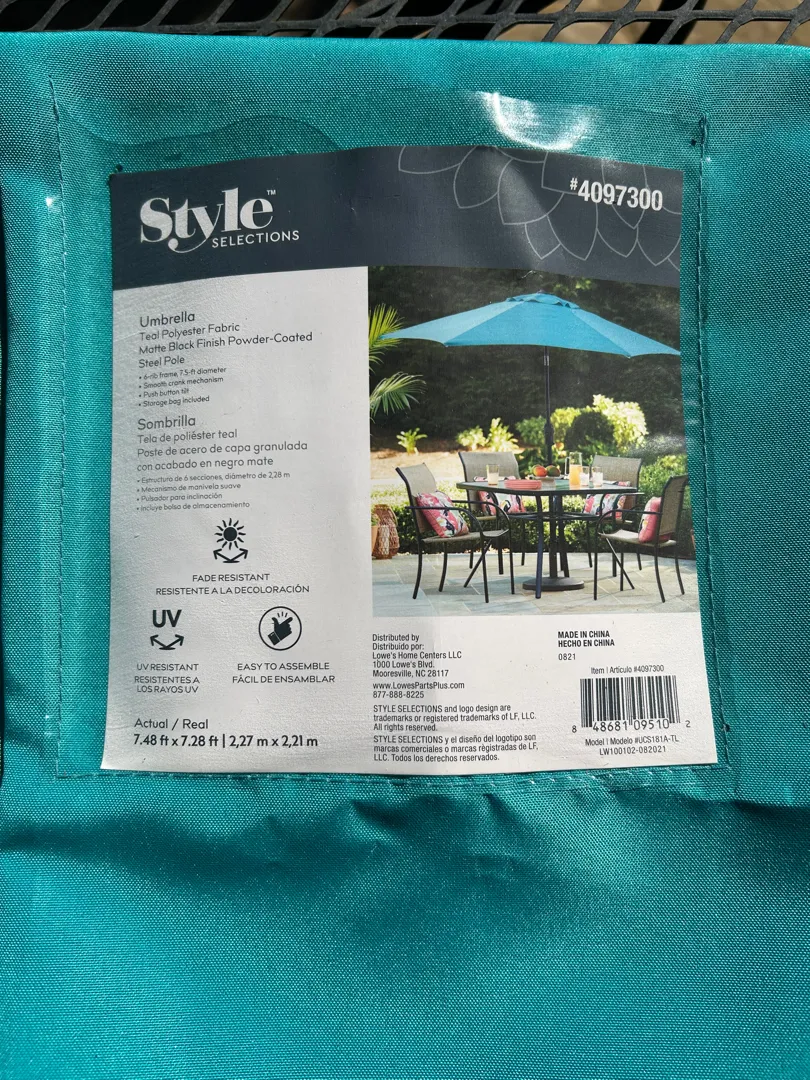 Style™
SELECTIONS
#4097300
Umbrella
Teal Polyester Fabric
Matte Black Finish Powder-Coated
Steel Pole
• 6-rib frame, 7.5-ft diameter
• Smooth crank mechanism
• Push button tilt
• Storage bag included
Sombrilla
Tela de poliéster teal
Poste de acero de capa granulada
con acabado en negro mate
• Estructura de 6 secciones, diámetro de 2,28 m
• Mecanismo de manivela suave
• Pulsador para inclinación
• Incluye bolsa de almacenamiento
FADE RESISTANT
RESISTENTE A LA DECOLORACIÓN
UV
UV RESISTANT
RESISTENTES A
LOS RAYOS UV
EASY TO ASSEMBLE
FÁCIL DE ENSAMBLAR
Actual / Real
7.48 ft x 7.28 ft | 2,27 m x 2,21 m
Distributed by
Distribuido por:
Lowe's Home Centers LLC
1000 Lowe's Blvd.
Mooresville, NC 28117
www.LowesPartsPlus.com
877-888-8225
STYLE SELECTIONS and logo design are
trademarks or registered trademarks of LF, LLC.
All rights reserved.
STYLE SELECTIONS y el diseño del logotipo son
marcas comerciales o marcas registradas de LF,
LLC. Todos los derechos reservados.
MADE IN CHINA
HECHO EN CHINA
0821
Item | Artículo #4097300
8 48681 09510 2
Model | Modelo #UCS181A-TL
LW100102-082021